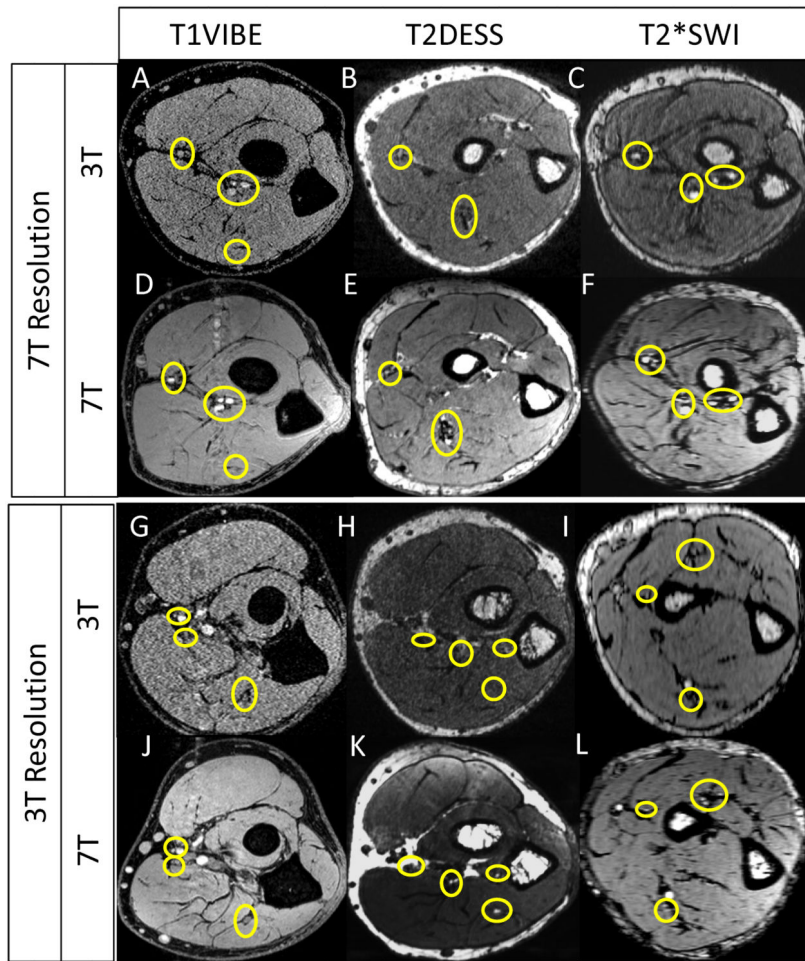 T1VIBE T2DESS T2*SWI
7T Resolution
3T
A B C
7T
D E F
3T Resolution
3T
G H I
7T
J K L